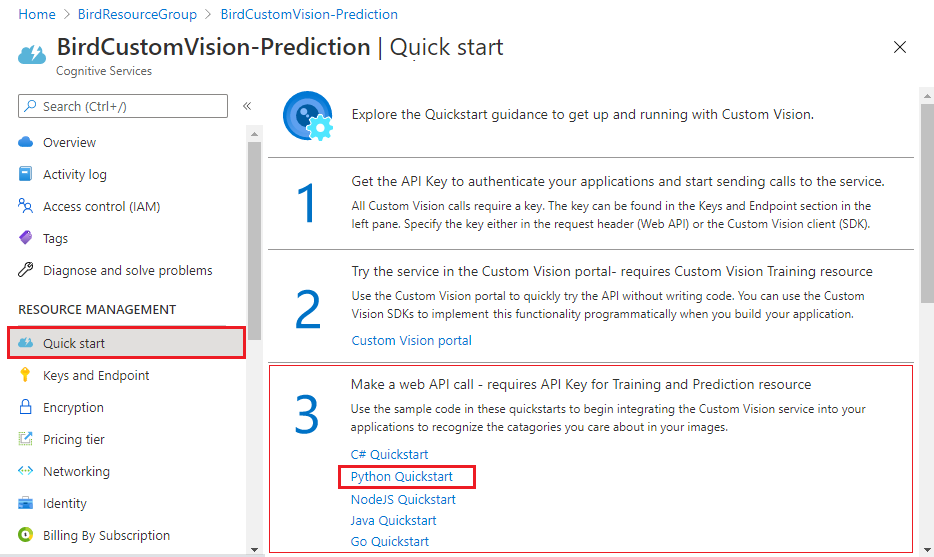 Home > BirdResourceGroup > BirdCustomVision-Prediction
BirdCustomVision-Prediction | Quick start
Cognitive Services
Search (Ctrl+/)
«
Overview
Activity log
Access control (IAM)
Tags
Diagnose and solve problems
RESOURCE MANAGEMENT
Quick start
Keys and Endpoint
Encryption
Pricing tier
Networking
Identity
Billing By Subscription
Explore the Quickstart guidance to get up and running with Custom Vision.
1
Get the API Key to authenticate your applications and start sending calls to the service.
All Custom Vision calls require a key. The key can be found in the Keys and Endpoint section in the
left pane. Specify the key either in the request header (Web API) or the Custom Vision client (SDK).
2
Try the service in the Custom Vision portal- requires Custom Vision Training resource
Use the Custom Vision portal to quickly try the API without writing code. You can use the Custom
Vision SDKs to implement this functionality programmatically when you build your application.
Custom Vision portal
3
Make a web API call - requires API Key for Training and Prediction resource
Use the sample code in these quickstarts to begin integrating the Custom Vision service into your
applications to recognize the catagories you care about in your images.
C# Quickstart
Python Quickstart
NodeJS Quickstart
Java Quickstart
Go Quickstart